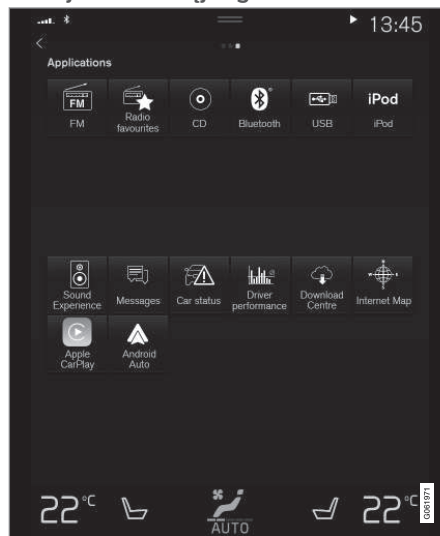 13:45
Applications
FM
FM
Radio
favourites
CD
Bluetooth
USB
iPod
iPod
Sound
Experience
Messages
Car status
Driver
performance
Download
Centre
Internet Map
Apple
CarPlay
Android
Auto
22°C
AUTO
22°C
G061971